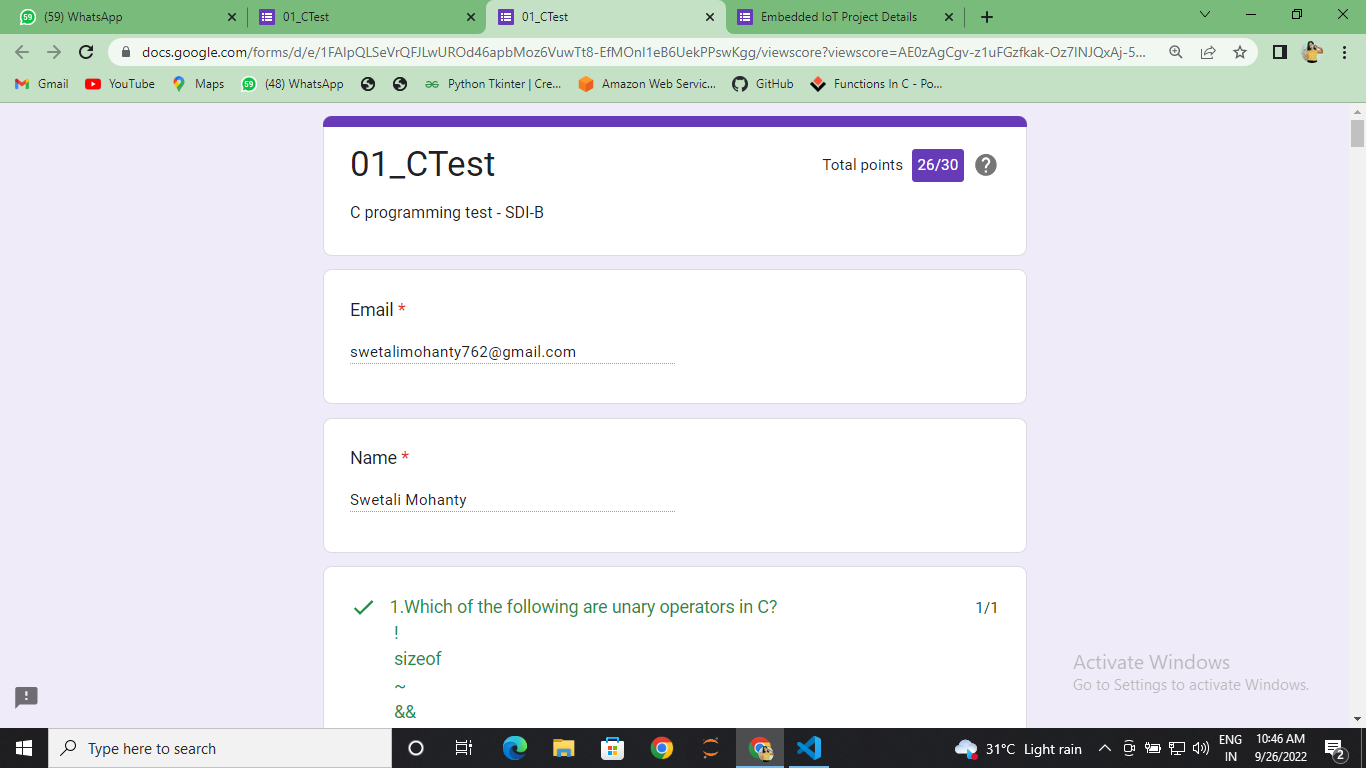 (59) WhatsApp
01_CTest
01_CTest
Embedded IoT Project Details
docs.google.com/forms/d/e/1FAIpQLSeVrQFJLwUROd46apbMoz6VuwTt8-EfMOnI1eB6UekPPswKgg/viewscore?viewscore=AE0zAgCgv-z1uFGzfkak-Oz7INJQxAj-5...
Gmail
YouTube
Maps
(48) WhatsApp
Python Tkinter | Cre...
Amazon Web Servic...
GitHub
Functions In C - Po...
01_CTest
Total points 26/30
C programming test - SDI-B
Email *
swetalimohanty762@gmail.com
Name *
Swetali Mohanty
1.Which of the following are unary operators in C?
1/1
!
sizeof
~
&&
Activate Windows
Go to Settings to activate Windows.
Type here to search
31°C Light rain
ENG
IN
10:46 AM
9/26/2022
2